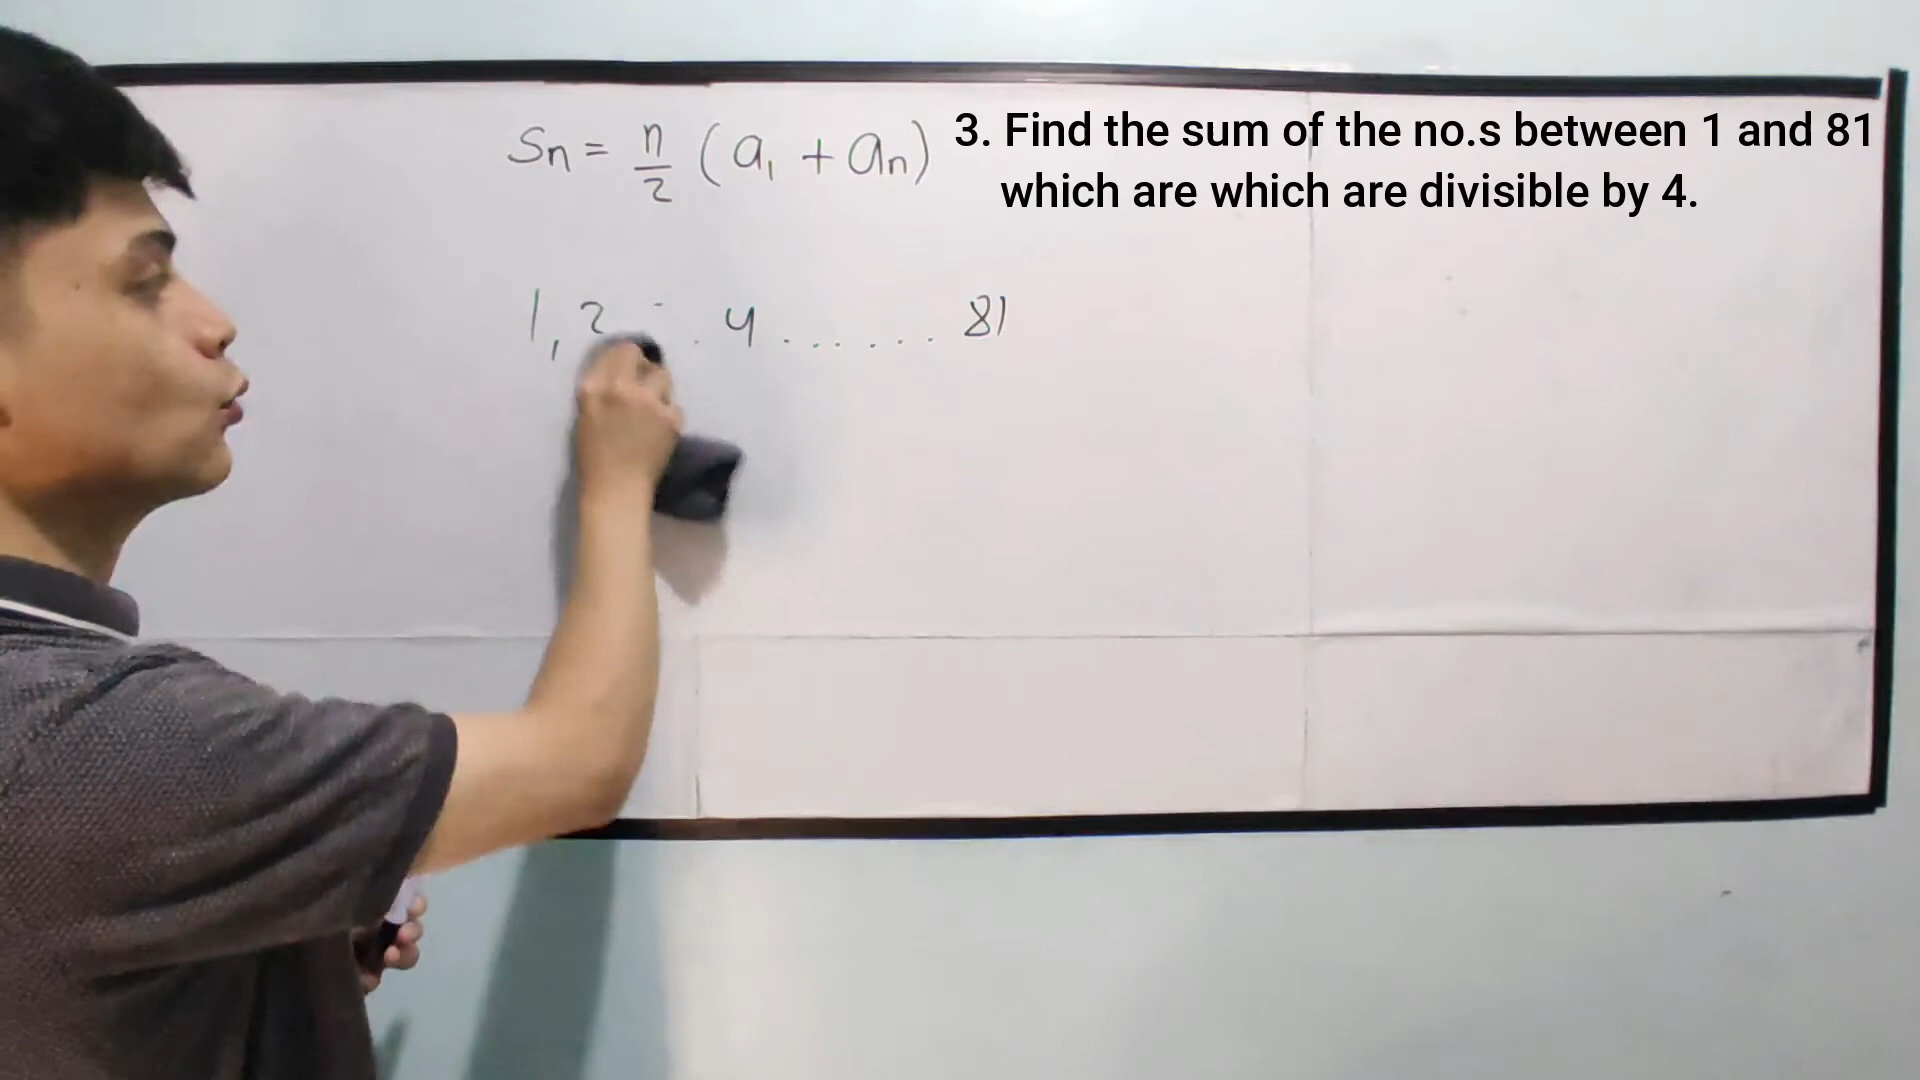 Sn = n/2 (a₁ + an)
3. Find the sum of the no.s between 1 and 81
which are which are divisible by 4.
1, 2 . 4 ....... 81